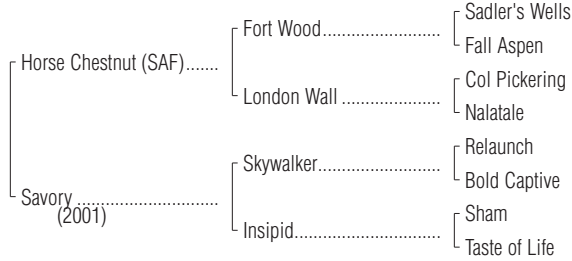 Sadler's Wells
Fort Wood..............................
Fall Aspen
Horse Chestnut (SAF).......
Col Pickering
London Wall .........................
Nalatale
Relaunch
Skywalker...............................
Bold Captive
Savory ....................................
(2001)
Sham
Insipid.....................................
Taste of Life